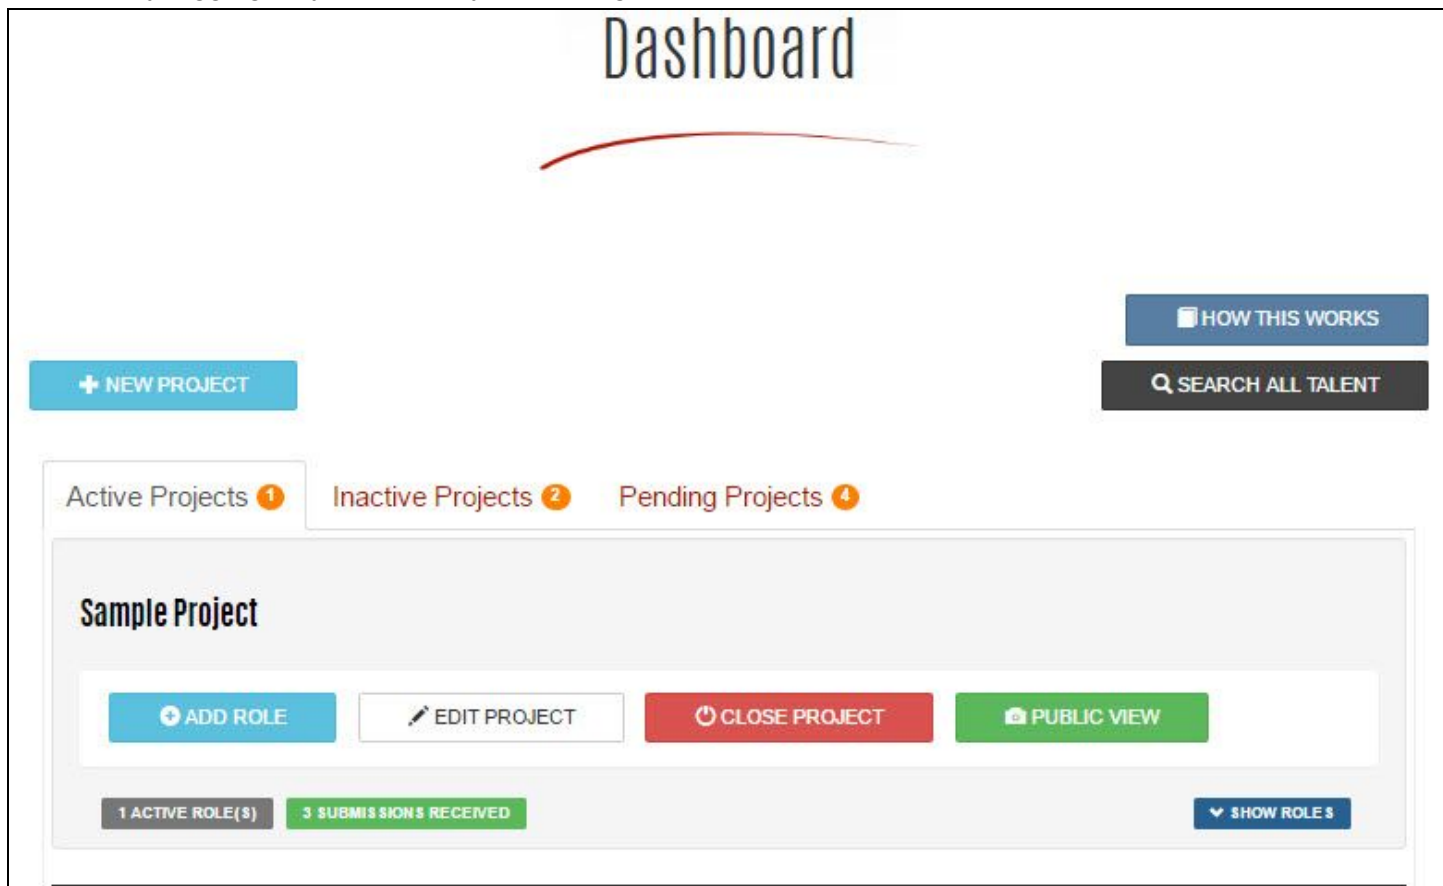 Dashboard
HOW THIS WORKS
NEW PROJECT
SEARCH ALL TALENT
Active Projects 1
Inactive Projects 2
Pending Projects 4
Sample Project
ADD ROLE
EDIT PROJECT
CLOSE PROJECT
PUBLIC VIEW
1 ACTIVE ROLE(S)
3 SUBMISSIONS RECEIVED
SHOW ROLES